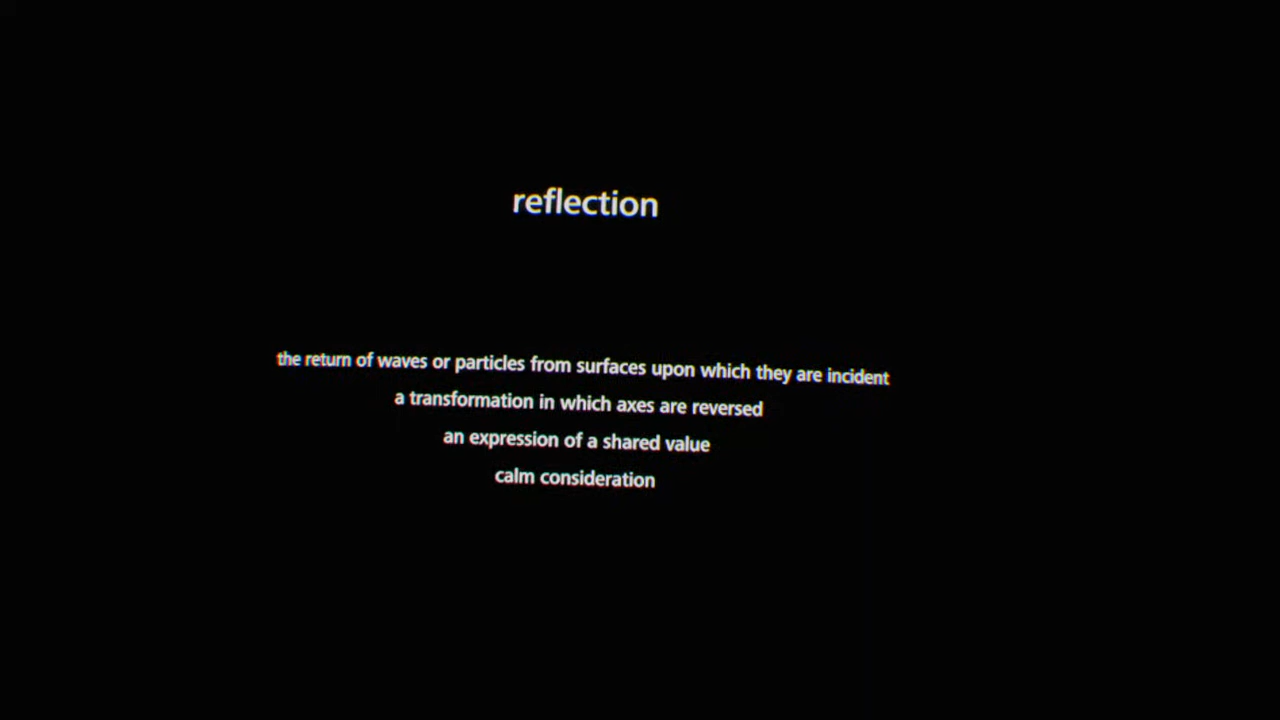 reflection
the return of waves or particles from surfaces upon which they are incident
a transformation in which axes are reversed
an expression of a shared value
calm consideration